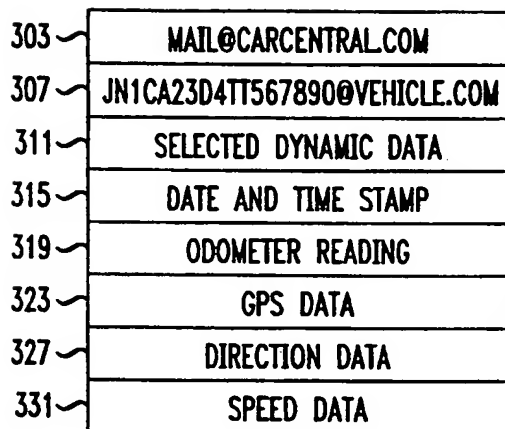 303 MAIL@CARCENTRAL.COM
307 JN1CA23D4TT567890@VEHICLE.COM
311 SELECTED DYNAMIC DATA
315 DATE AND TIME STAMP
319 ODOMETER READING
323 GPS DATA
327 DIRECTION DATA
331 SPEED DATA